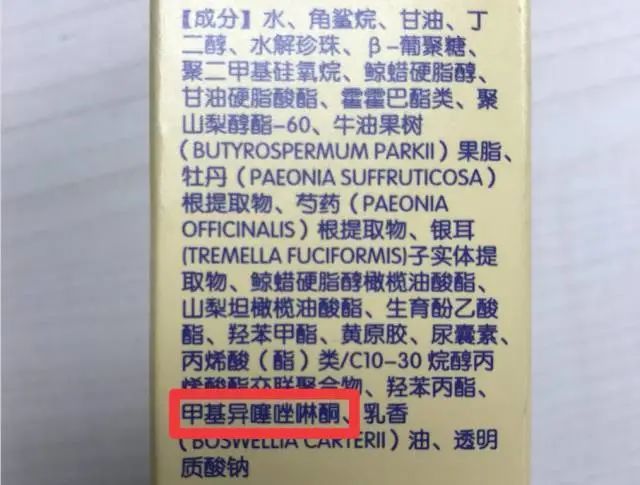 【成分】水、角鲨烷、甘油、丁
二醇、水解珍珠、β-葡聚糖、
聚二甲基硅氧烷、鲸蜡硬脂醇、
甘油硬脂酸酯、霍霍巴酯类、聚
山梨醇酯-60、牛油果树
(BUTYROSPERMUM PARKII)果脂、
牡丹(PAEONIA SUFFRUTICOSA)
根提取物、芍药(PAEONIA
OFFICINALIS)根提取物、银耳
(TREMELLA FUCIFORMIS)子实体提
取物、鲸蜡硬脂醇橄榄油酸酯、
山梨坦橄榄油酸酯、生育酚乙酸
酯、羟苯甲酯、黄原胶、尿囊素、
丙烯酸(酯)类/C10-30 烷醇丙
烯酸酯交联聚合物、羟苯丙酯、
甲基异噻唑啉酮、乳香
(BOSWELLIA CARTERII)油、透明
质酸钠